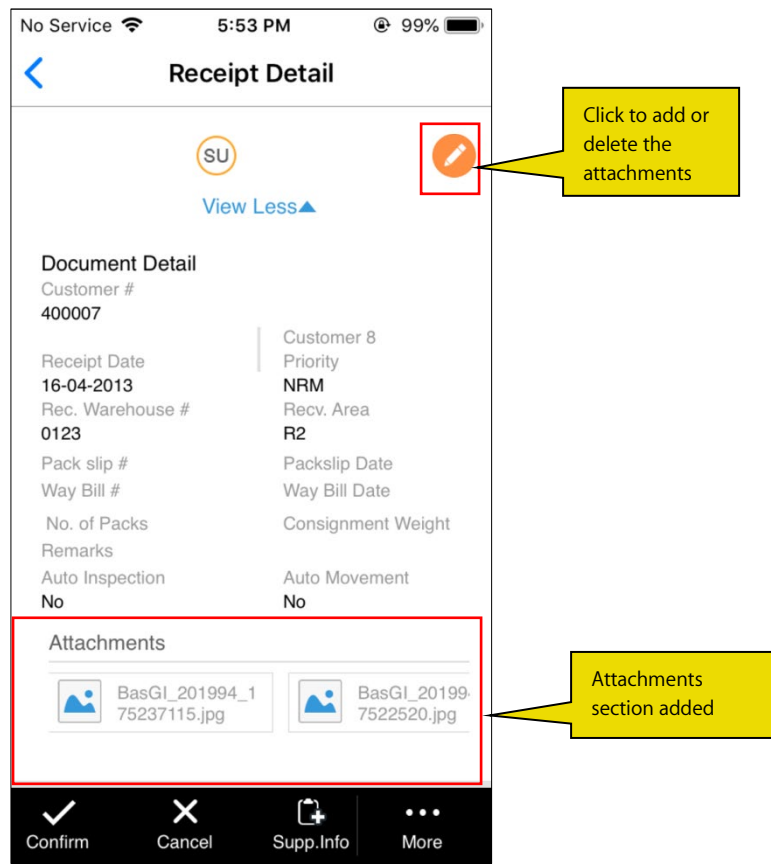 No Service 5:53 PM 99%
Receipt Detail
Click to add or
delete the
attachments
SU
View Less
Document Detail
Customer #
400007
Customer 8
Receipt Date Priority
16-04-2013 NRM
Rec. Warehouse # Recv. Area
0123 R2
Pack slip # Packslip Date
Way Bill # Way Bill Date
No. of Packs Consignment Weight
Remarks
Auto Inspection Auto Movement
No No
Attachments
BasGI_201994_1 BasGI_20199
75237115.jpg 7522520.jpg
Attachments
section added
Confirm Cancel Supp.Info More